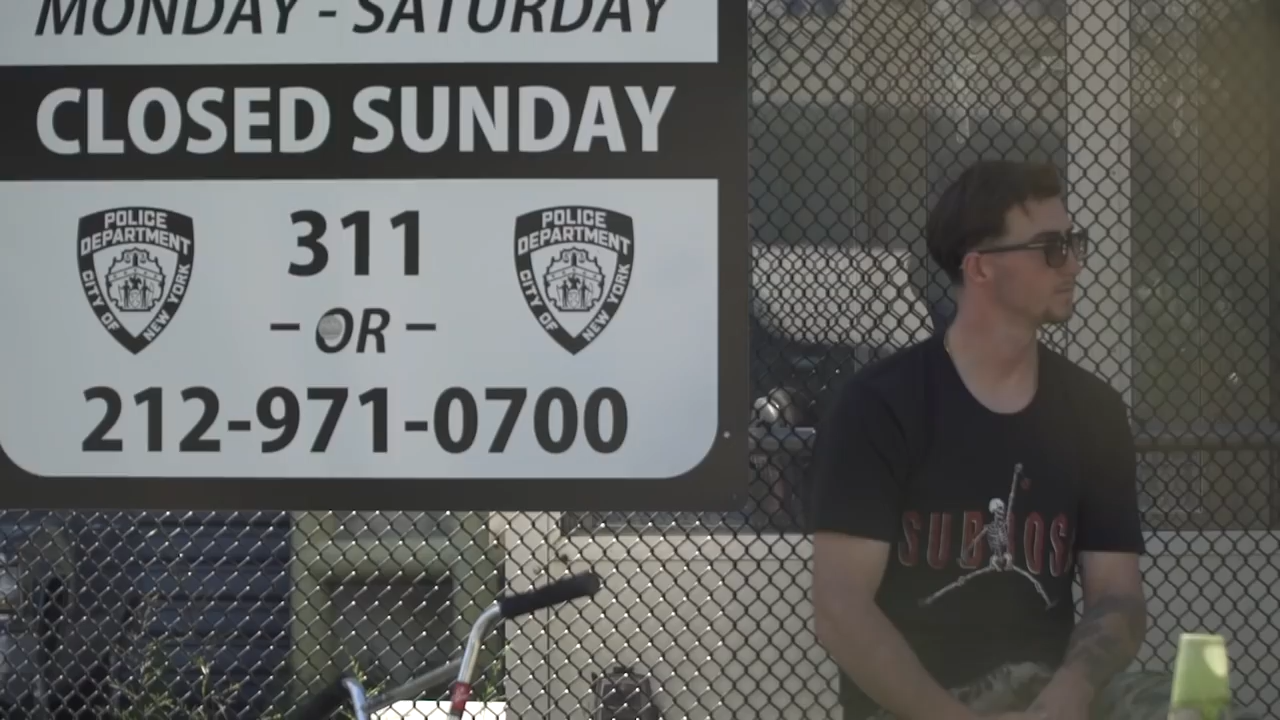 MONDAY - SATURDAY
CLOSED SUNDAY
POLICE
DEPARTMENT
CITY OF
NEW YORK
311
POLICE
DEPARTMENT
CITY OF
NEW YORK
- OR -
212-971-0700